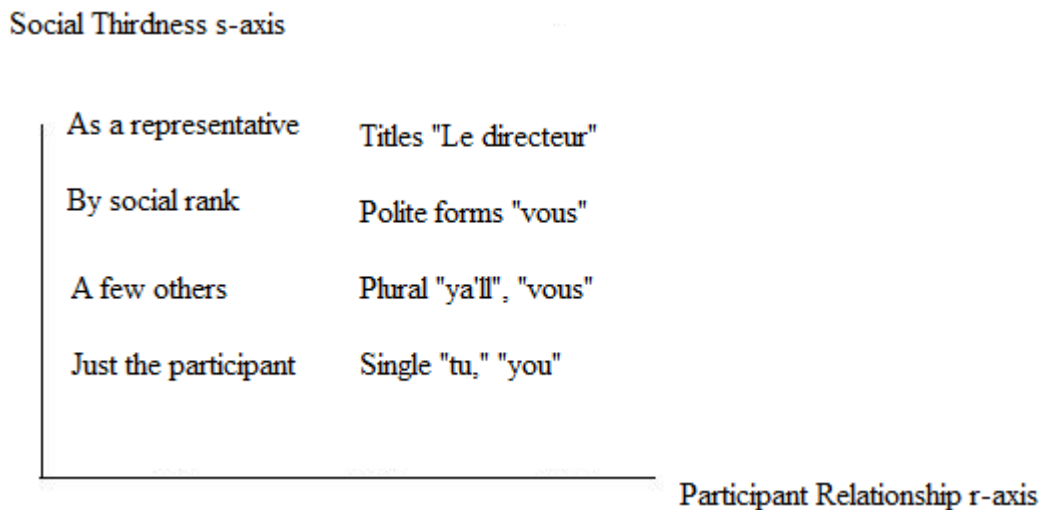 Social Thirdness s-axis
As a representative Titles "Le directeur"
By social rank Polite forms "vous"
A few others Plural "ya'll", "vous"
Just the participant Single "tu," "you"
Participant Relationship r-axis